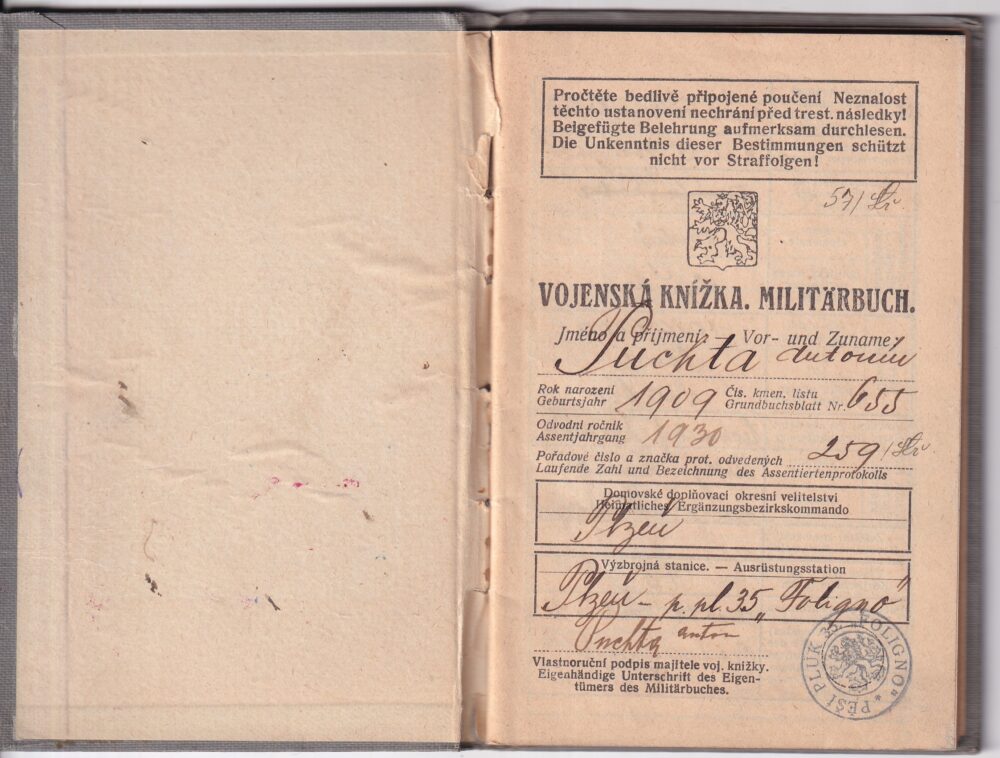 Pročtěte bedlivě připojené poučení Neznalost
těchto ustanovení nechrání před trest. následky!
Beigefügte Belehrung aufmerksam durchlesen.
Die Unkenntnis dieser Bestimmungen schützt
nicht vor Straffolgen!
57/
VOJENSKÁ KNÍŽKA. MILITÄRBUCH.
Jméno a přijmení: Vor- und Zuname:
Puchta Antonín
Rok narození Čís. kmen. listu
Geburtsjahr 1909 Grundbuchsblatt Nr. 655
Odvodní ročník
Assentjahrgang 1930
Pořadové číslo a značka prot. odvedených 259/
Laufende Zahl und Bezeichnung des Assentiertenprotokolls
Domovské doplňovací okresní velitelství
Heimatliches Ergänzungsbezirkskommando
Plzeň
Výzbrojná stanice. — Ausrüstungsstation
Plzeň - p. pl. 35 „Foligno"
Puchta anton
Vlastnoruční podpis majitele voj. knížky.
Eigenhändige Unterschrift des Eigen-
tümers des Militärbuches.
PĚŠÍ PLUK 35. „FOLIGNO"